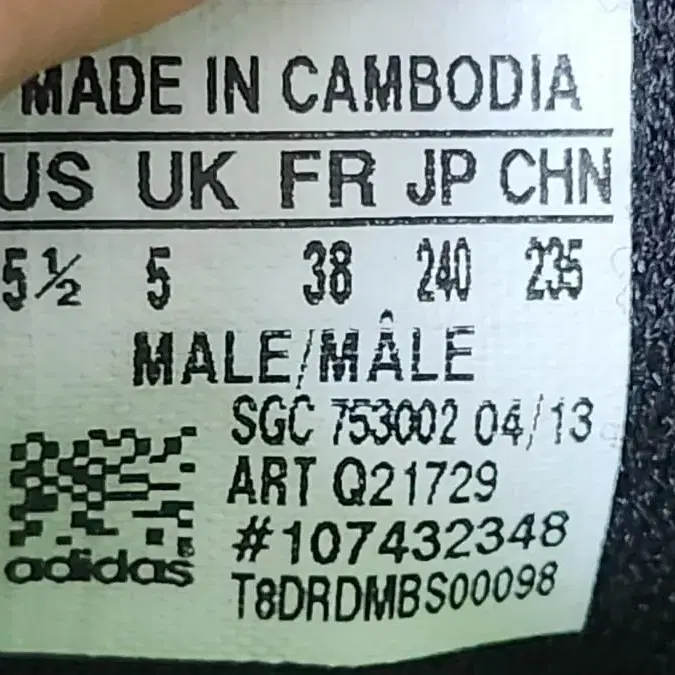 MADE IN CAMBODIA
US UK FR JP CHN
5½ 5 38 240 235
MALE/MÂLE
SGC 753002 04/13
ART Q21729
#107432348
adidas®
T8DRDMBS00098